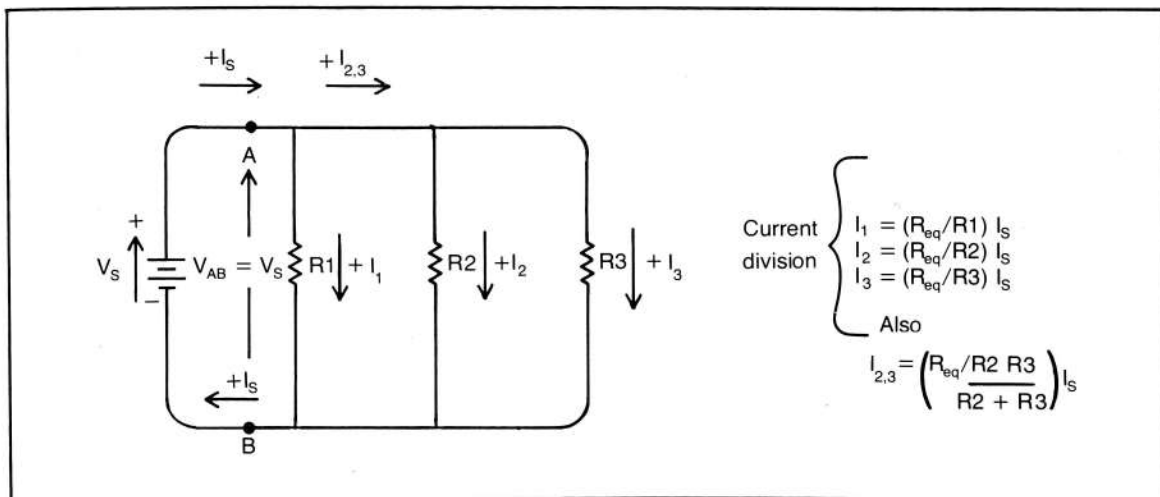 +I_S
+ I_2,3
A
+
V_S
−
V_AB = V_S
R1
+ I_1
R2
+I_2
R3
+ I_3
+I_S
B
Current
division
I_1 = (R_eq/R1) I_S
I_2 = (R_eq/R2) I_S
I_3 = (R_eq/R3) I_S
Also
I_2,3 = (R_eq/R2 R3
R2 + R3) I_S